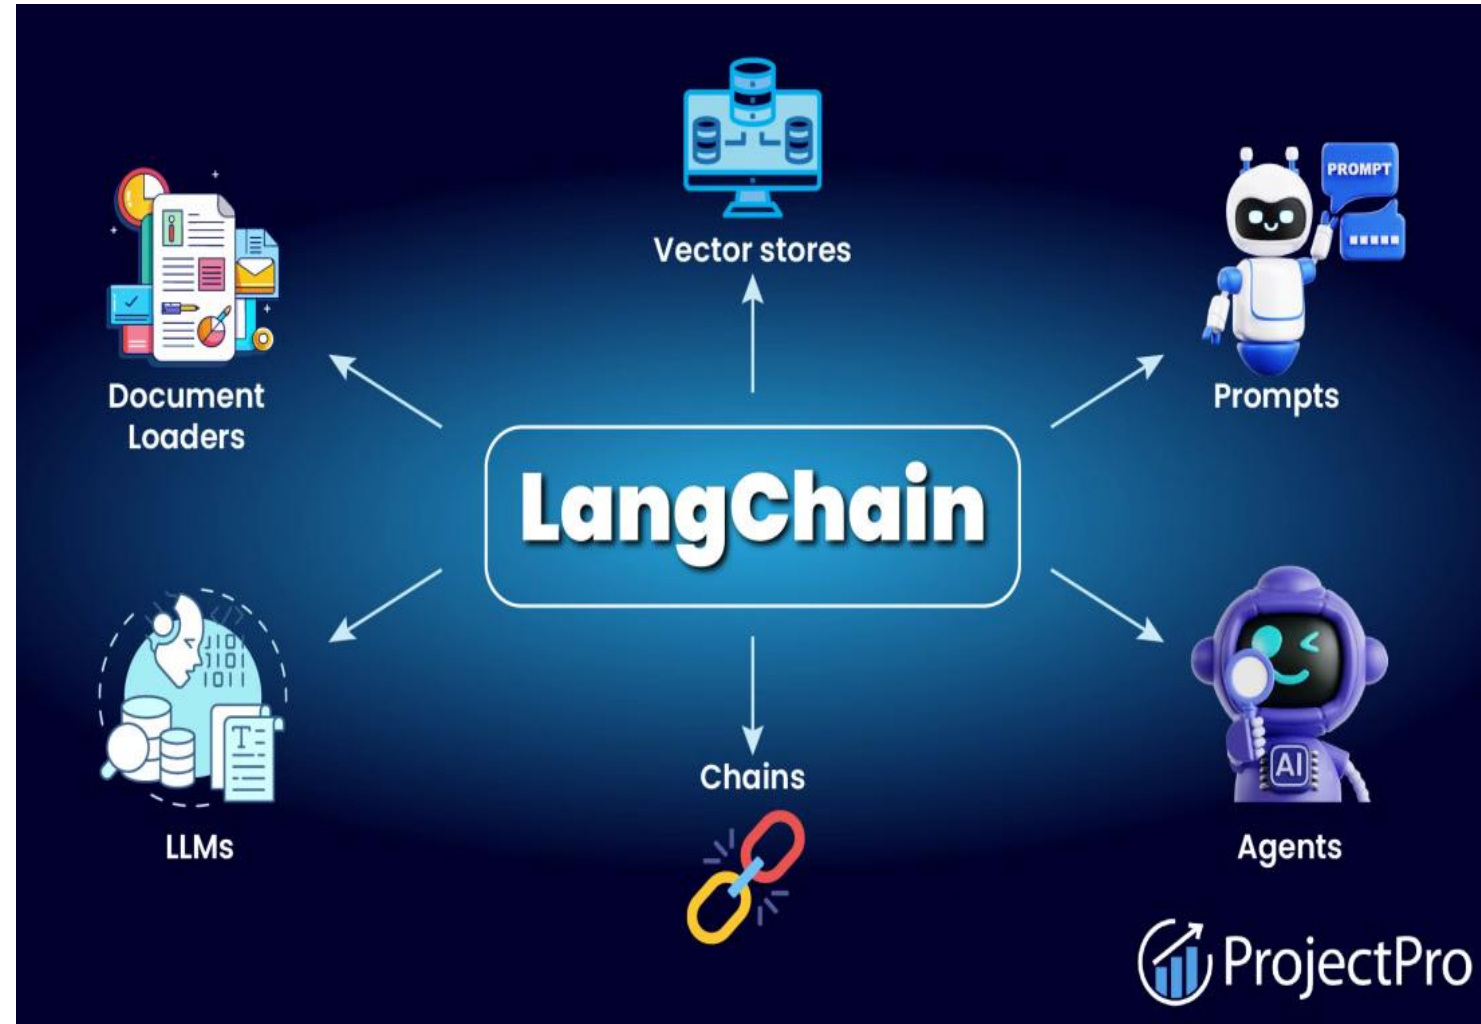 Vector stores
PROMPT
Document
Loaders
Prompts
LangChain
LLMs
T
Chains
AI
Agents
ProjectPro